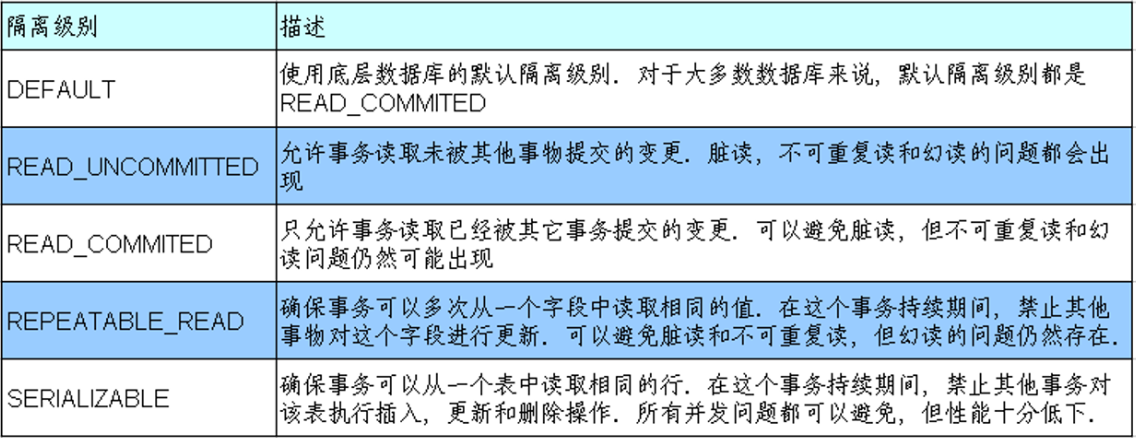 隔离级别 描述
DEFAULT
使用底层数据库的默认隔离级别. 对于大多数数据库来说, 默认隔离级别都是
READ_COMMITED
READ_UNCOMMITTED
允许事务读取未被其他事物提交的变更. 脏读, 不可重复读和幻读的问题都会出
现
READ_COMMITED
只允许事务读取已经被其它事务提交的变更. 可以避免脏读, 但不可重复读和幻
读问题仍然可能出现
REPEATABLE_READ
确保事务可以多次从一个字段中读取相同的值. 在这个事务持续期间, 禁止其他
事物对这个字段进行更新. 可以避免脏读和不可重复读, 但幻读的问题仍然存在.
SERIALIZABLE
确保事务可以从一个表中读取相同的行. 在这个事务持续期间, 禁止其他事务对
该表执行插入, 更新和删除操作. 所有并发问题都可以避免, 但性能十分低下.